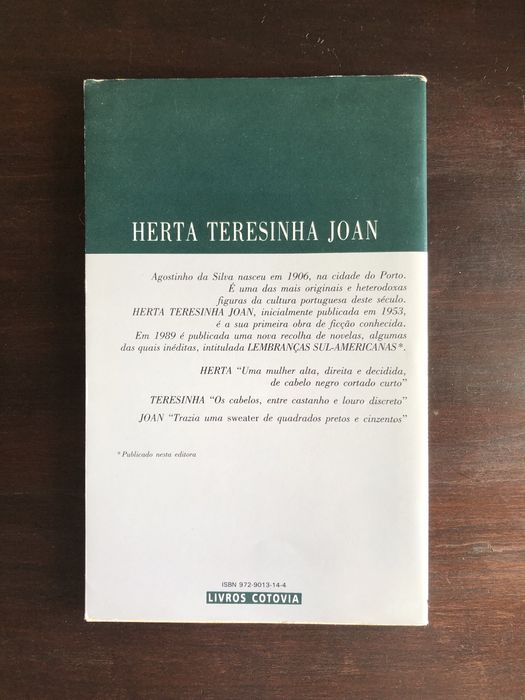 HERTA TERESINHA JOAN
Agostinho da Silva nasceu em 1906, na cidade do Porto.
É uma das mais originais e heterodoxas
figuras da cultura portuguesa deste século.
HERTA TERESINHA JOAN, inicialmente publicada em 1953,
é a sua primeira obra de ficção conhecida.
Em 1989 é publicada uma nova recolha de novelas, algumas
das quais inéditas, intitulada LEMBRANÇAS SUL-AMERICANAS*.
HERTA "Uma mulher alta, direita e decidida,
de cabelo negro cortado curto"
TERESINHA "Os cabelos, entre castanho e louro discreto"
JOAN "Trazia uma sweater de quadrados pretos e cinzentos"
*Publicado nesta editora
ISBN 972-9013-14-4
LIVROS COTOVIA